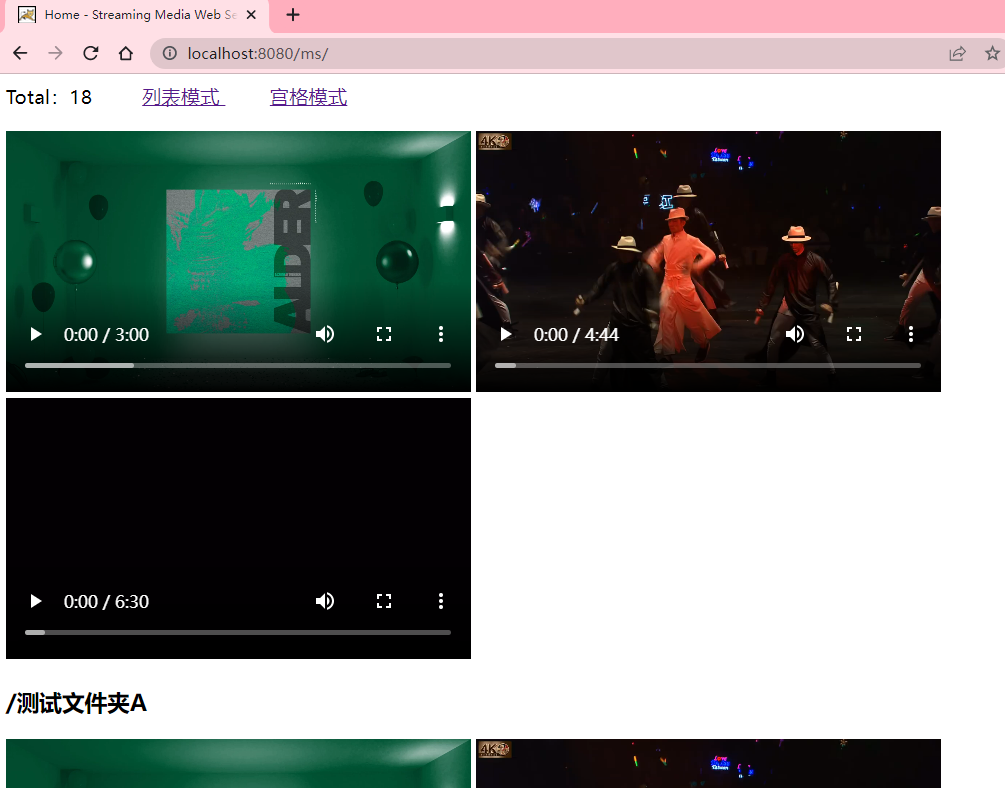 Home - Streaming Media Web Se
localhost:8080/ms/
Total：18 列表模式 宫格模式
ALDER
0:00 / 3:00
4K
0:00 / 4:44
0:00 / 6:30
/测试文件夹A
4K